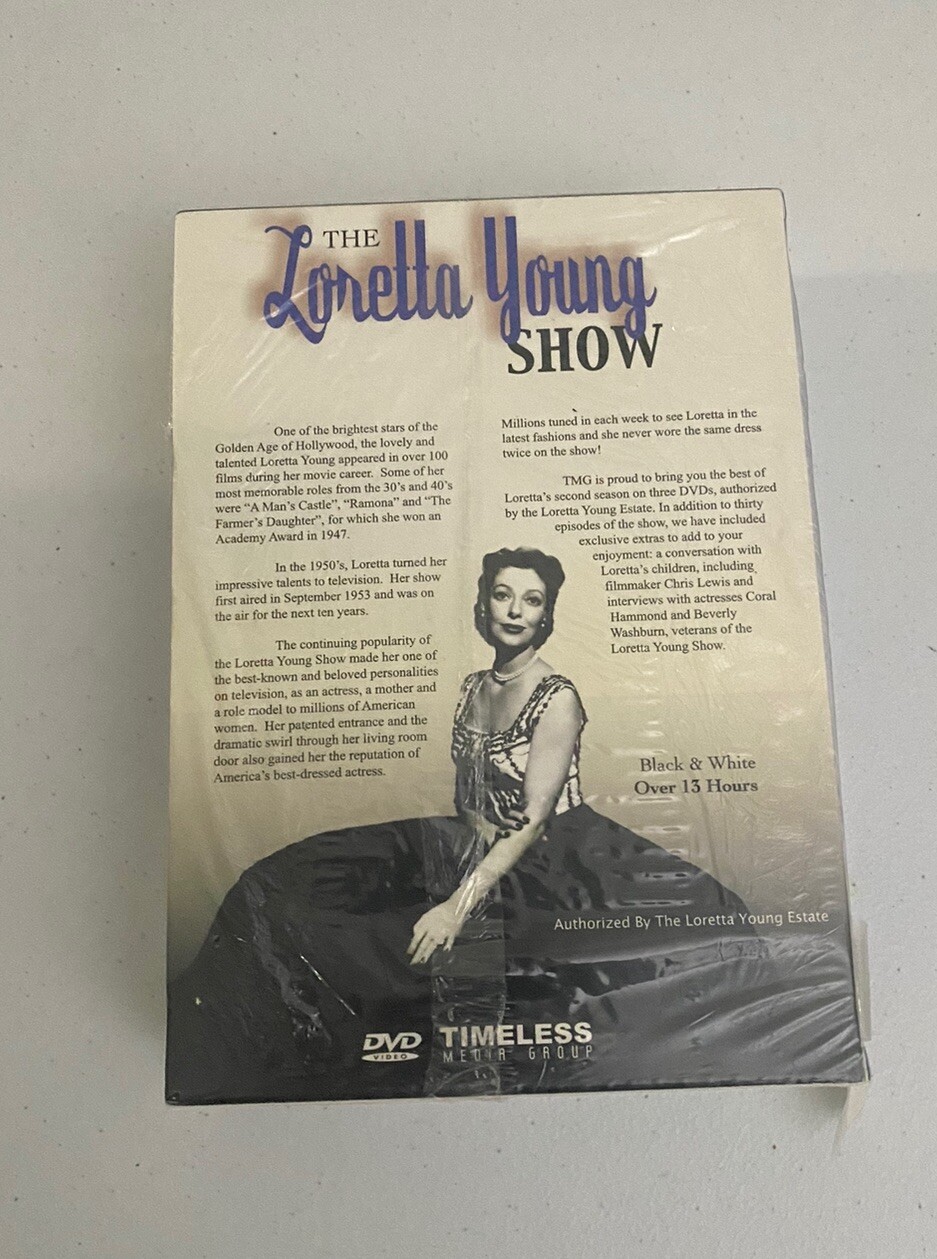 THE
Loretta Young
SHOW
One of the brightest stars of the
Golden Age of Hollywood, the lovely and
talented Loretta Young appeared in over 100
films during her movie career. Some of her
most memorable roles from the 30's and 40's
were “A Man's Castle”, “Ramona” and “The
Farmer's Daughter”, for which she won an
Academy Award in 1947.
In the 1950's, Loretta turned her
impressive talents to television. Her show
first aired in September 1953 and was on
the air for the next ten years.
The continuing popularity of
the Loretta Young Show made her one of
the best-known and beloved personalities
on television, as an actress, a mother and
a role model to millions of American
women. Her patented entrance and the
dramatic swirl through her living room
door also gained her the reputation of
America's best-dressed actress.
Millions tuned in each week to see Loretta in the
latest fashions and she never wore the same dress
twice on the show!
TMG is proud to bring you the best of
Loretta's second season on three DVDs, authorized
by the Loretta Young Estate. In addition to thirty
episodes of the show, we have included
exclusive extras to add to your
enjoyment: a conversation with
Loretta's children, including
filmmaker Chris Lewis and
interviews with actresses Coral
Hammond and Beverly
Washburn, veterans of the
Loretta Young Show.
Black & White
Over 13 Hours
Authorized By The Loretta Young Estate
DVD
VIDEO
TIMELESS
MEDIA GROUP